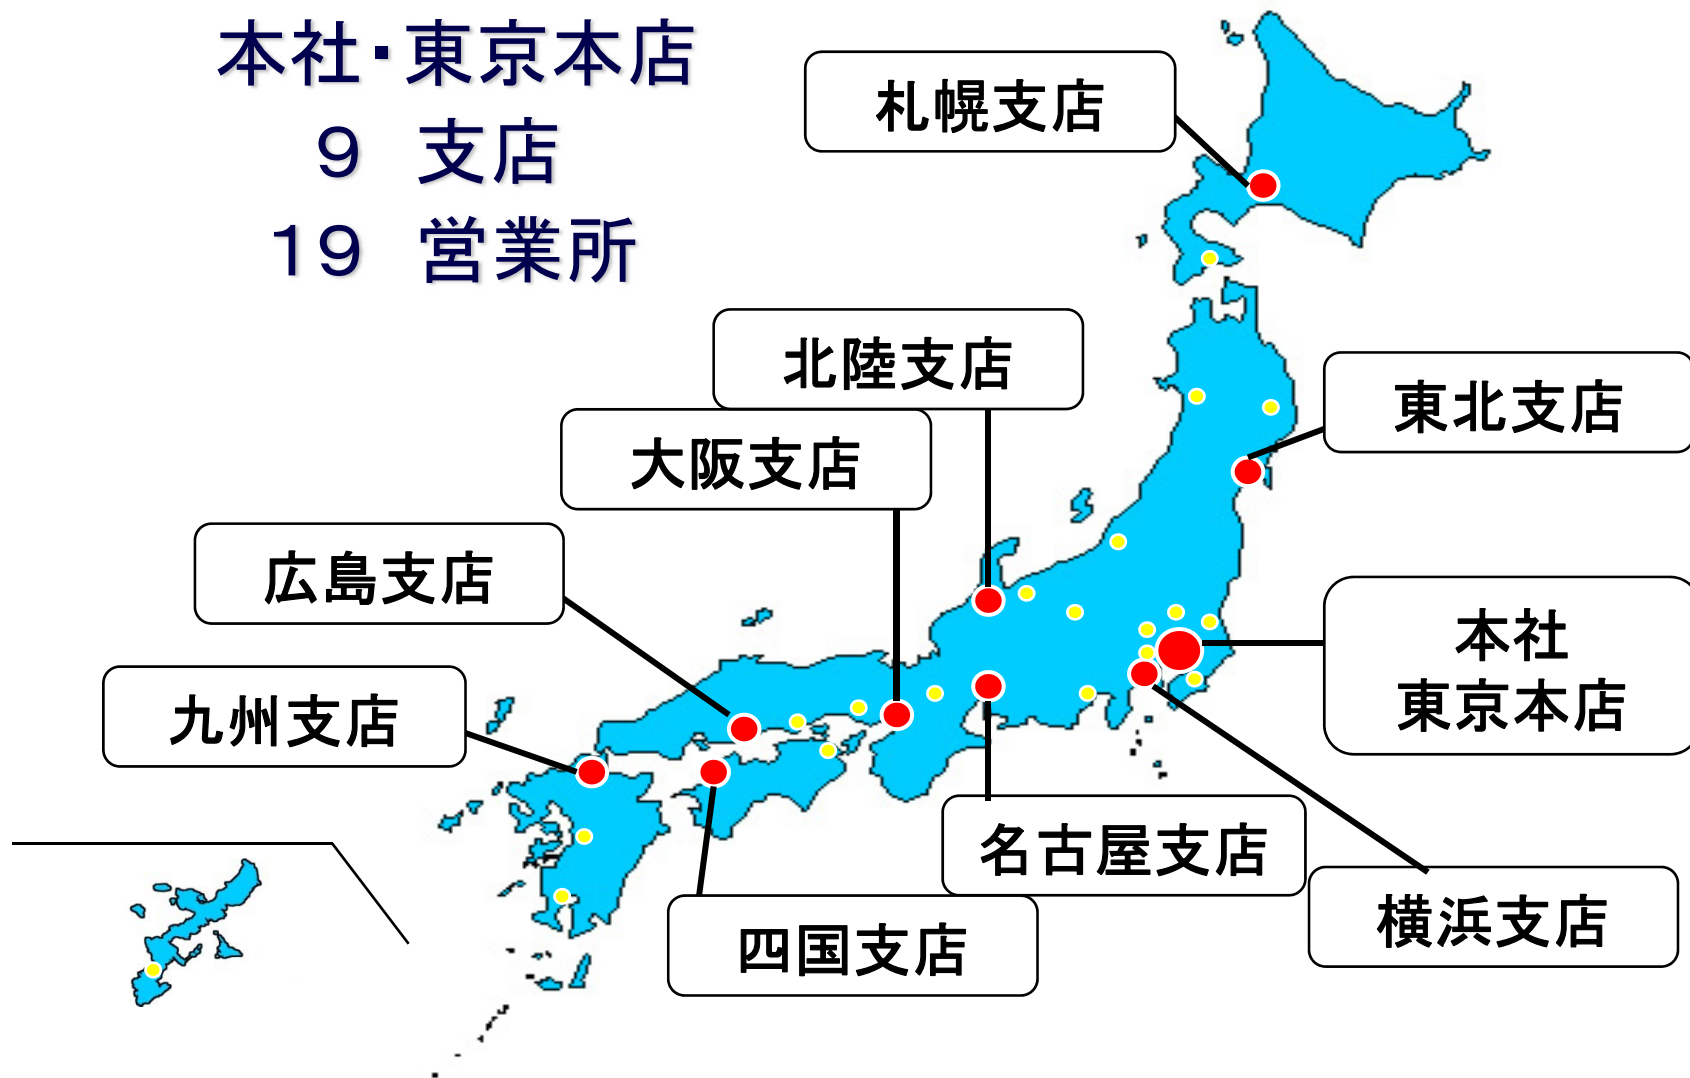 本社・東京本店
９　支店
１９　営業所
札幌支店
北陸支店
東北支店
大阪支店
広島支店
本社
東京本店
九州支店
名古屋支店
横浜支店
四国支店